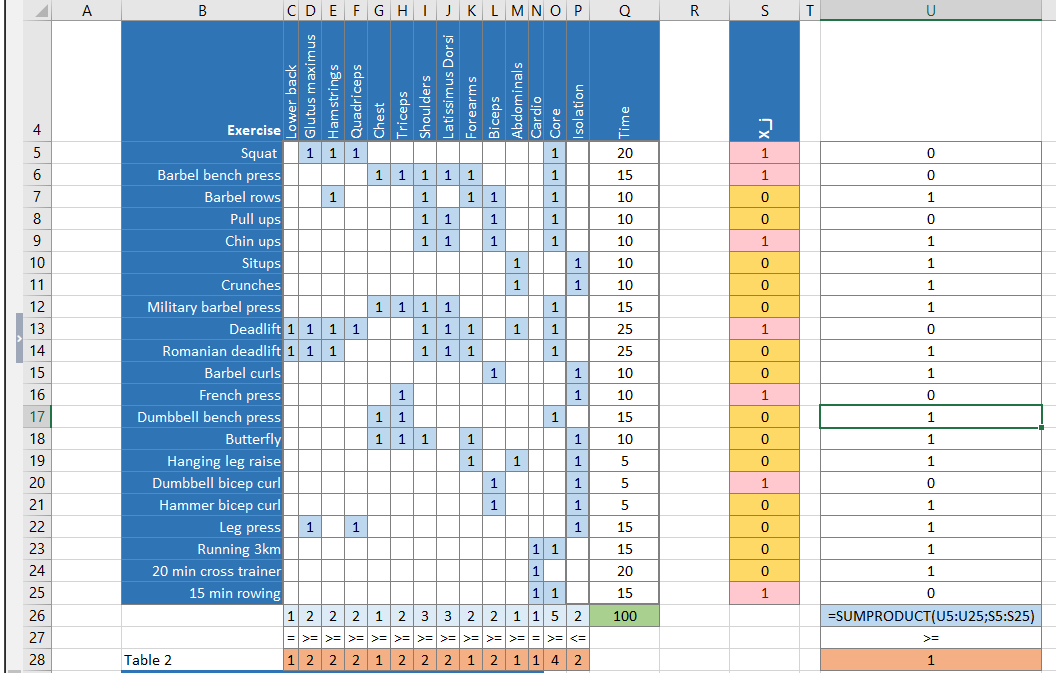 A B C D E F G H I J K L M N O P Q R S T U
4 Exercise Lower back Glutus maximus Hamstrings Quadriceps Chest Triceps Shoulders Latissimus Dorsi Forearms Biceps Abdominals Cardio Core Isolation Time x_j
5 Squat 1 1 1 1 20 1 0
6 Barbel bench press 1 1 1 1 1 1 15 1 0
7 Barbel rows 1 1 1 1 1 10 0 1
8 Pull ups 1 1 1 1 10 0 0
9 Chin ups 1 1 1 1 10 1 1
10 Situps 1 1 10 0 1
11 Crunches 1 1 10 0 1
12 Military barbel press 1 1 1 1 1 15 0 1
13 Deadlift 1 1 1 1 1 1 1 1 1 25 1 0
14 Romanian deadlift 1 1 1 1 1 1 1 25 0 1
15 Barbel curls 1 1 10 0 1
16 French press 1 1 10 1 0
17 Dumbbell bench press 1 1 1 15 0 1
18 Butterfly 1 1 1 1 1 10 0 1
19 Hanging leg raise 1 1 1 5 0 1
20 Dumbbell bicep curl 1 1 5 1 0
21 Hammer bicep curl 1 1 5 0 1
22 Leg press 1 1 1 15 0 1
23 Running 3km 1 1 15 0 1
24 20 min cross trainer 1 20 0 1
25 15 min rowing 1 1 15 1 0
26 1 2 2 2 1 2 3 3 2 2 1 1 5 2 100 =SUMPRODUCT(U5:U25;S5:S25)
27 = >= >= >= >= >= >= >= >= >= >= = >= <= >=
28 Table 2 1 2 2 2 1 2 2 2 1 2 1 1 4 2 1